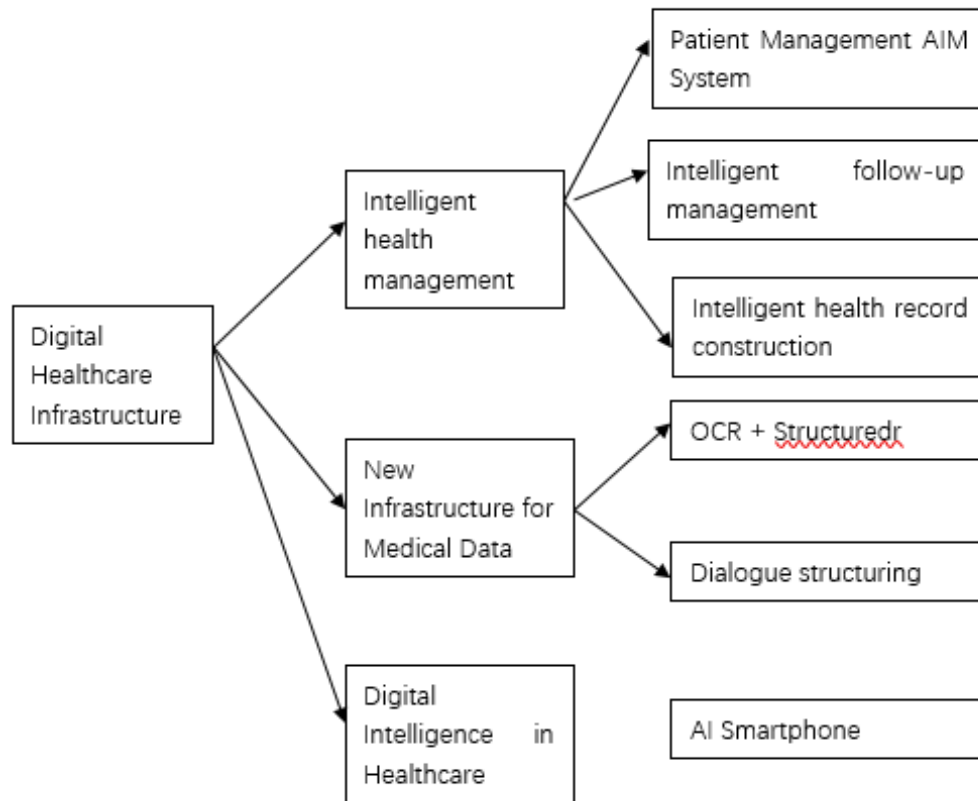 Patient Management AIM
System
Intelligent follow-up
management
Intelligent
health
management
Intelligent health record
construction
Digital
Healthcare
Infrastructure
OCR + Structuredr
New
Infrastructure for
Medical Data
Dialogue structuring
Digital
Intelligence in
Healthcare
AI Smartphone